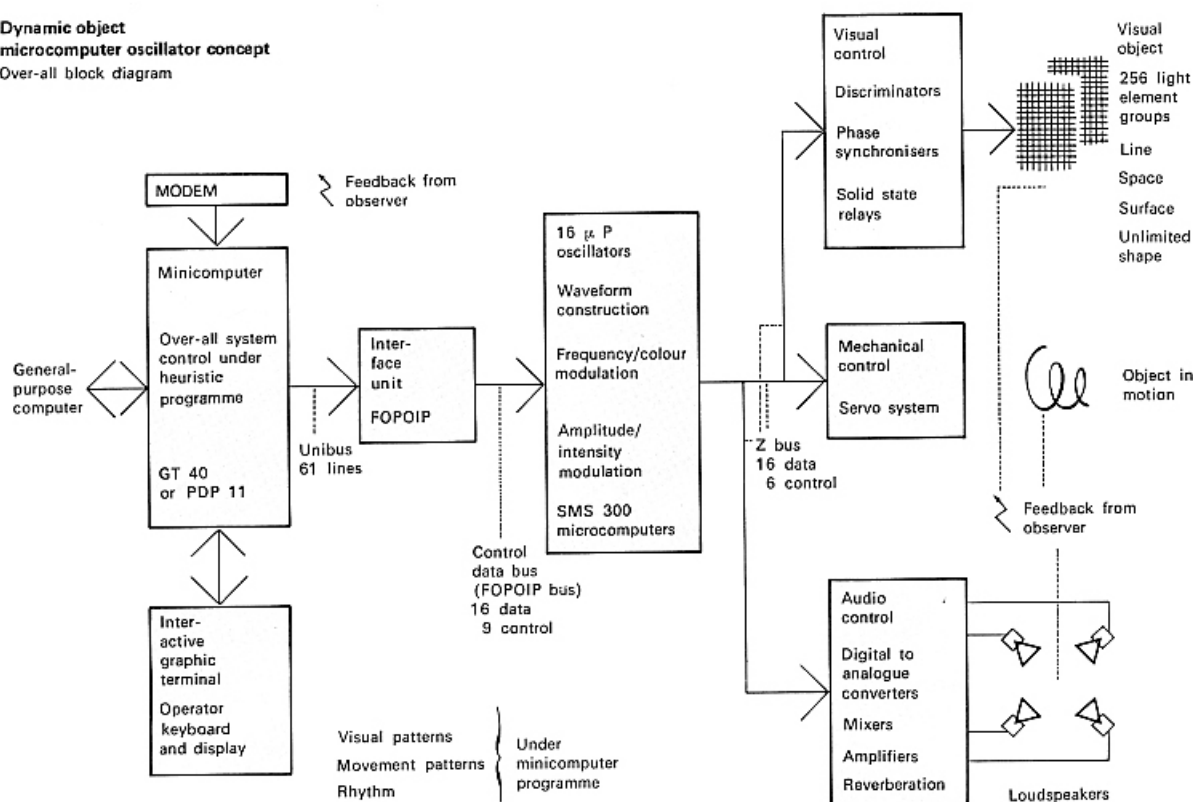 Dynamic object
microcomputer oscillator concept
Over-all block diagram
MODEM
Feedback from
observer
Minicomputer
Over-all system
control under
heuristic
programme
GT 40
or PDP 11
General-
purpose
computer
Unibus
61 lines
Inter-
face
unit
FOPOIP
Inter-
active
graphic
terminal
Operator
keyboard
and display
Control
data bus
(FOPOIP bus)
16 data
9 control
16 μ P
oscillators
Waveform
construction
Frequency/colour
modulation
Amplitude/
intensity
modulation
SMS 300
microcomputers
Visual patterns
Movement patterns
Rhythm
Under
minicomputer
programme
Z bus
16 data
6 control
Visual
control
Discriminators
Phase
synchronisers
Solid state
relays
Visual
object
256 light
element
groups
Line
Space
Surface
Unlimited
shape
Mechanical
control
Servo system
Object in
motion
Feedback from
observer
Audio
control
Digital to
analogue
converters
Mixers
Amplifiers
Reverberation
Loudspeakers